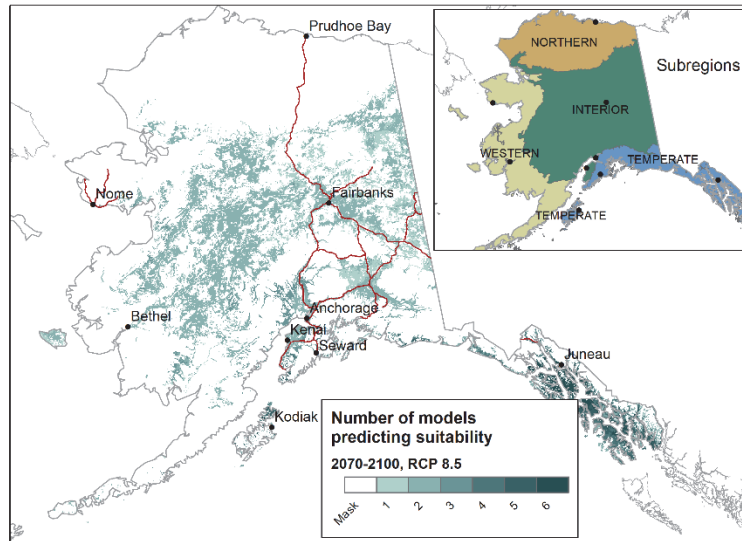 Prudhoe Bay
NORTHERN
Subregions
INTERIOR
WESTERN
TEMPERATE
TEMPERATE
Nome
Fairbanks
Bethel
Anchorage
Kenai
Seward
Juneau
Kodiak
Number of models
predicting suitability
2070-2100, RCP 8.5
Mask 1 2 3 4 5 6